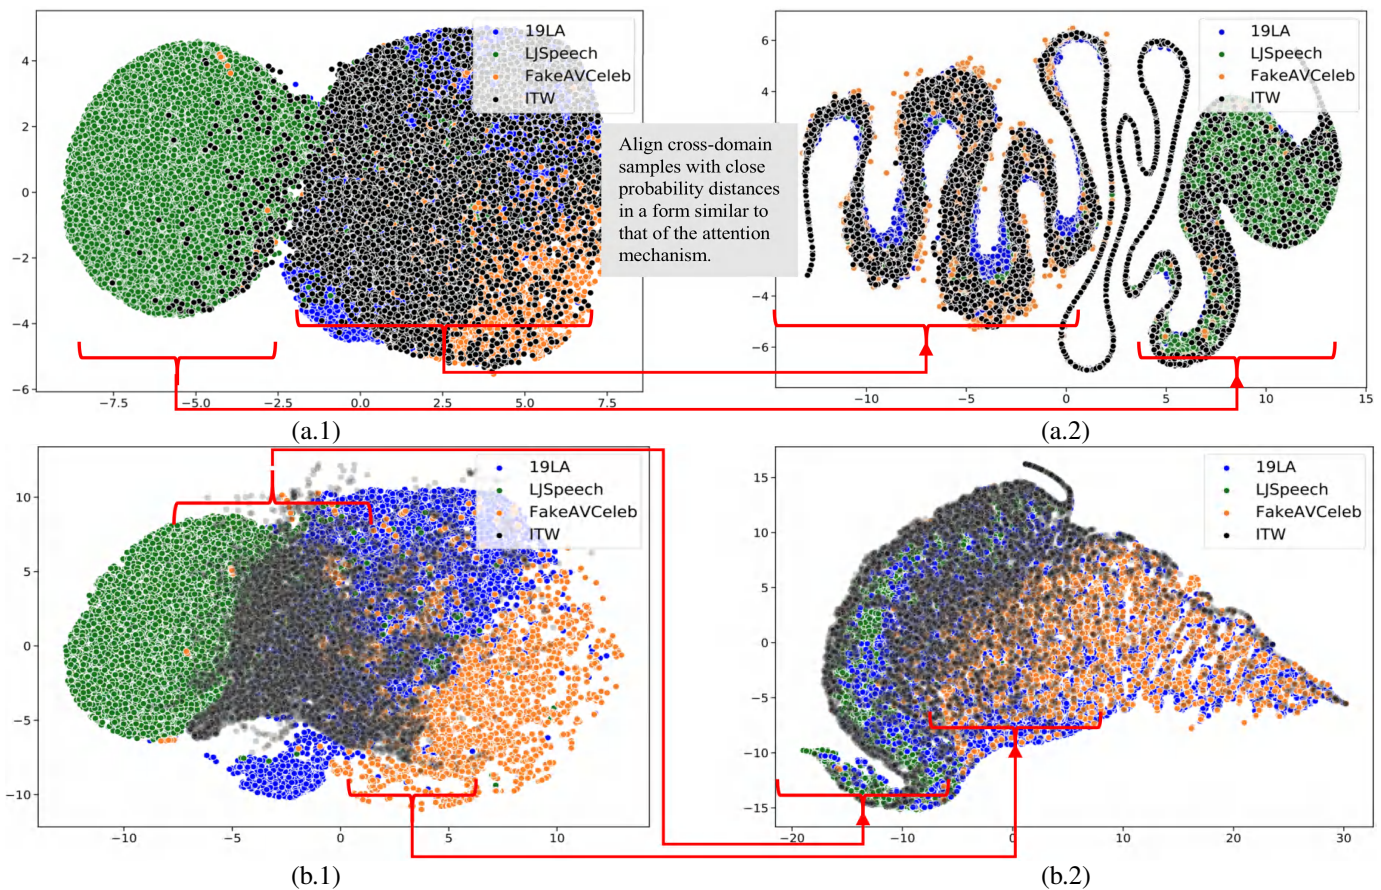 19LA
LJSpeech
FakeAVCeleb
ITW
4
2
0
−2
−4
−6
−7.5
−5.0
−2.5
0.0
2.5
5.0
7.5
(a.1)
Align cross-domain
samples with close
probability distances
in a form similar to
that of the attention
mechanism.
19LA
LJSpeech
FakeAVCeleb
ITW
6
4
−4
−6
−10
−5
0
5
10
15
(a.2)
19LA
LJSpeech
FakeAVCeleb
ITW
10
5
0
−5
−10
−10
−5
0
5
10
(b.1)
19LA
LJSpeech
FakeAVCeleb
ITW
15
10
5
0
−5
−10
−15
−20
−10
0
10
20
30
(b.2)